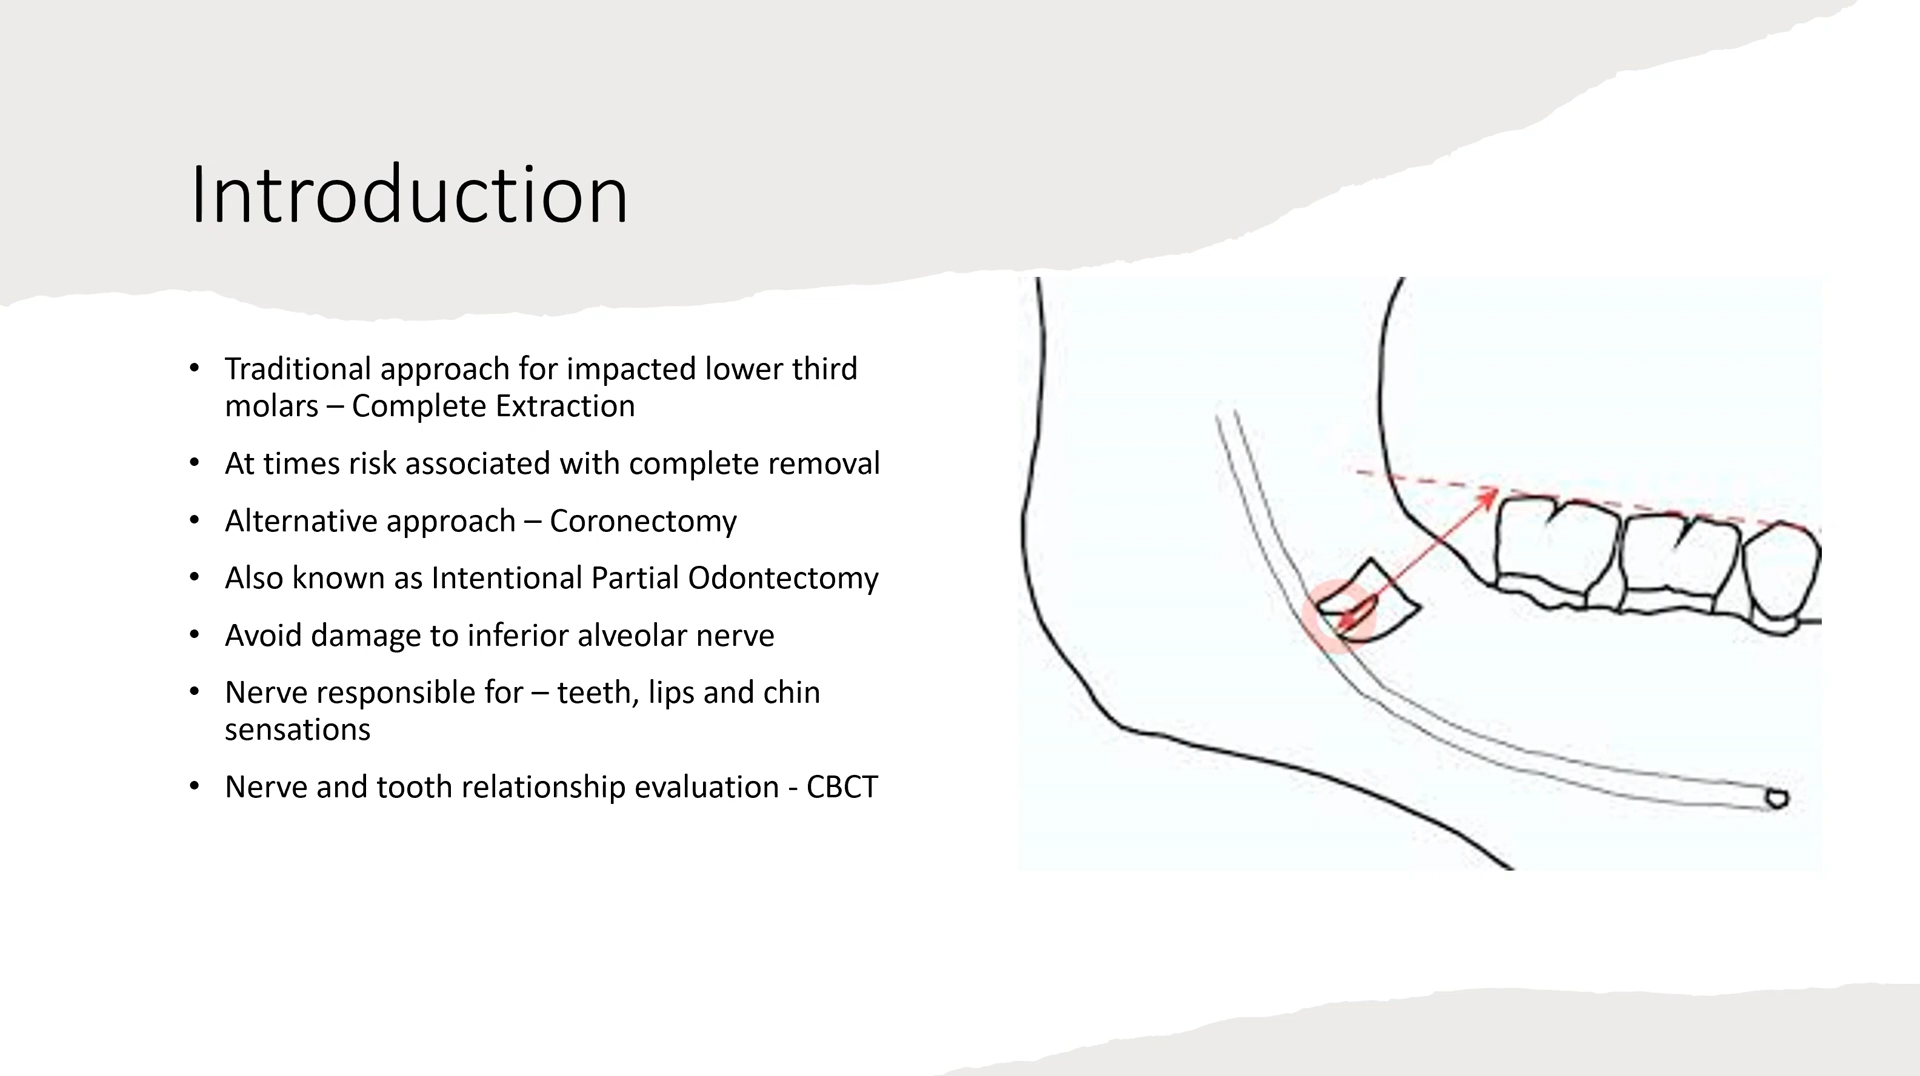 Introduction
• Traditional approach for impacted lower third
molars – Complete Extraction
• At times risk associated with complete removal
• Alternative approach – Coronectomy
• Also known as Intentional Partial Odontectomy
• Avoid damage to inferior alveolar nerve
• Nerve responsible for – teeth, lips and chin
sensations
• Nerve and tooth relationship evaluation - CBCT